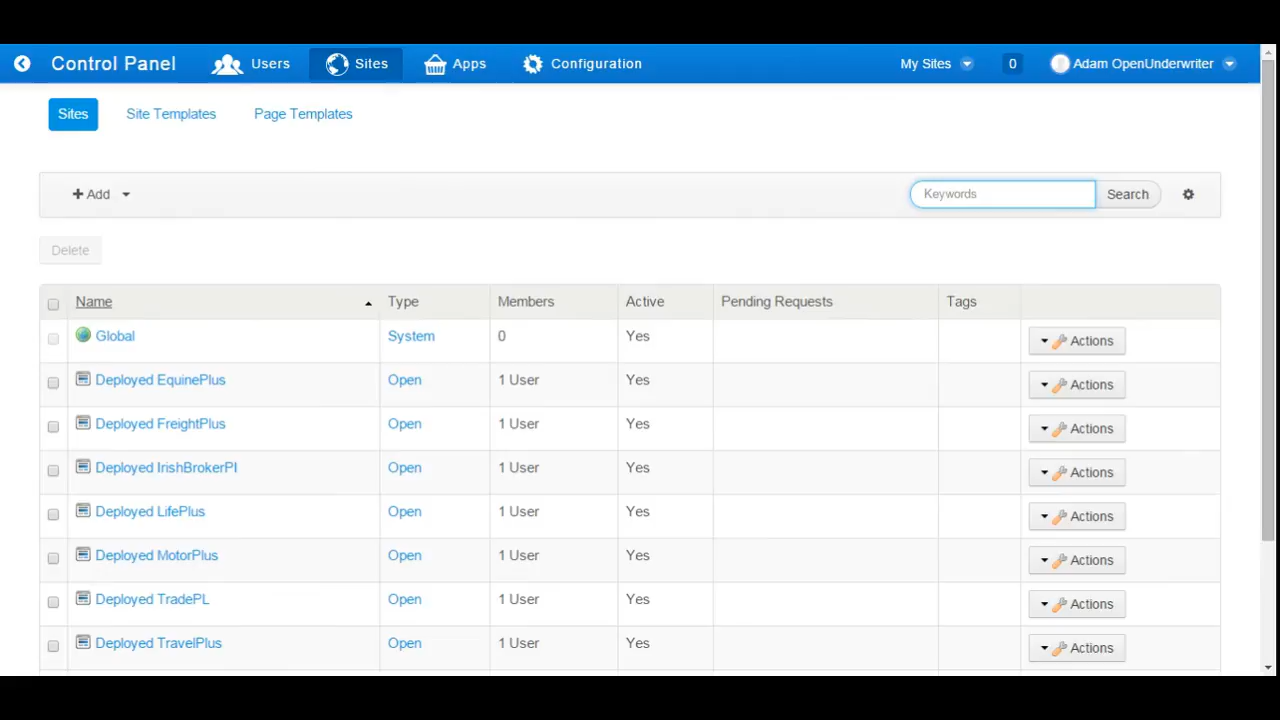 Control Panel Users Sites Apps Configuration My Sites 0 Adam OpenUnderwriter
Sites Site Templates Page Templates
Add Search
Keywords
Delete
Name Type Members Active Pending Requests Tags
Global System 0 Yes Actions
Deployed EquinePlus Open 1 User Yes Actions
Deployed FreightPlus Open 1 User Yes Actions
Deployed IrishBrokerPI Open 1 User Yes Actions
Deployed LifePlus Open 1 User Yes Actions
Deployed MotorPlus Open 1 User Yes Actions
Deployed TradePL Open 1 User Yes Actions
Deployed TravelPlus Open 1 User Yes Actions